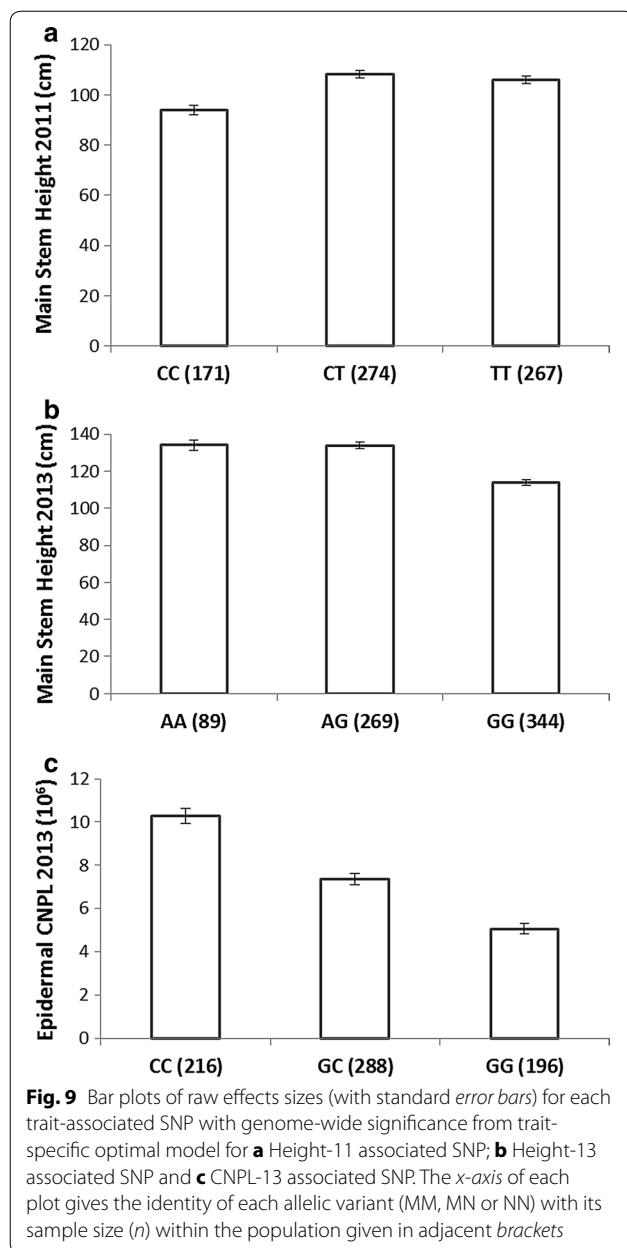 a
Main Stem Height 2011 (cm)
120
100
80
60
40
20
0
CC (171) CT (274) TT (267)
b
Main Stem Height 2013 (cm)
140
120
100
80
60
40
20
0
AA (89) AG (269) GG (344)
c
Epidermal CNPL 2013 (10⁶)
12
10
8
6
4
2
0
CC (216) GC (288) GG (196)
Fig. 9 Bar plots of raw effects sizes (with standard error bars) for each
trait-associated SNP with genome-wide significance from trait-
specific optimal model for a Height-11 associated SNP; b Height-13
associated SNP and c CNPL-13 associated SNP. The x-axis of each
plot gives the identity of each allelic variant (MM, MN or NN) with its
sample size (n) within the population given in adjacent brackets